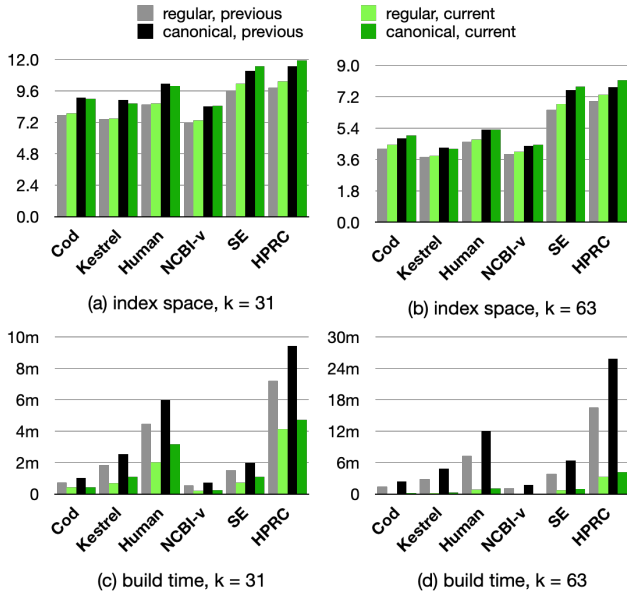 regular, previous
regular, current
canonical, previous
canonical, current
12.0
9.6
7.2
4.8
2.4
0.0
Cod
Kestrel
Human
NCBI-v
SE
HPRC
(a) index space, k = 31
9.0
7.2
5.4
3.6
1.8
0.0
Cod
Kestrel
Human
NCBI-v
SE
HPRC
(b) index space, k = 63
10m
8m
6m
4m
2m
0
Cod
Kestrel
Human
NCBI-v
SE
HPRC
(c) build time, k = 31
30m
24m
18m
12m
6m
0
Cod
Kestrel
Human
NCBI-v
SE
HPRC
(d) build time, k = 63